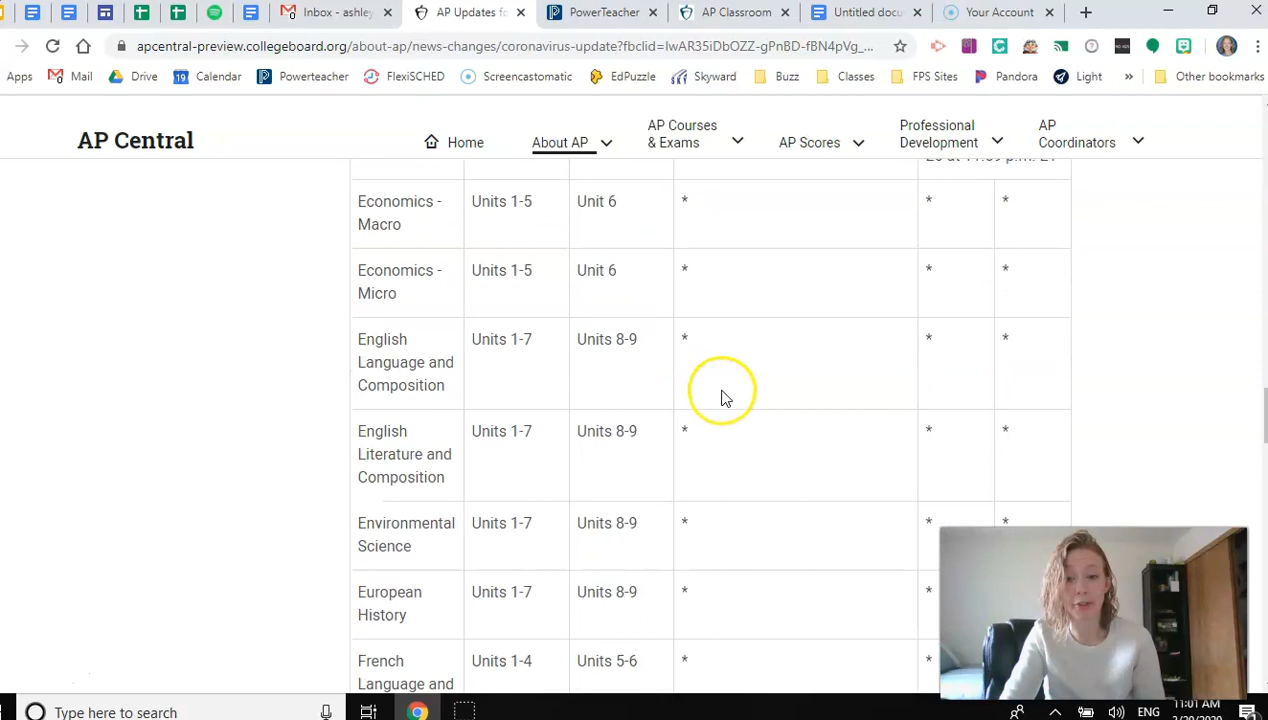 Inbox - ashley
AP Updates fo
PowerTeacher
AP Classroom
Untitled docu
Your Account
apcentral-preview.collegeboard.org/about-ap/news-changes/coronavirus-update?fbclid=IwAR35iDbOZZ-gPnBD-fBN4pVg_...
Apps
Mail
Drive
Calendar
Powerteacher
FlexiSCHED
Screencastomatic
EdPuzzle
Skyward
Buzz
Classes
FPS Sites
Pandora
Light
»
Other bookmarks
AP Central
Home
About AP
AP Courses
& Exams
AP Scores
Professional
Development
AP
Coordinators
Economics -
Macro
Units 1-5
Unit 6
*
*
*
Economics -
Micro
Units 1-5
Unit 6
*
*
*
English
Language and
Composition
Units 1-7
Units 8-9
*
*
*
English
Literature and
Composition
Units 1-7
Units 8-9
*
*
*
Environmental
Science
Units 1-7
Units 8-9
*
*
*
European
History
Units 1-7
Units 8-9
*
*
French
Language and
Units 1-4
Units 5-6
*
*
Type here to search
ENG
11:01 AM